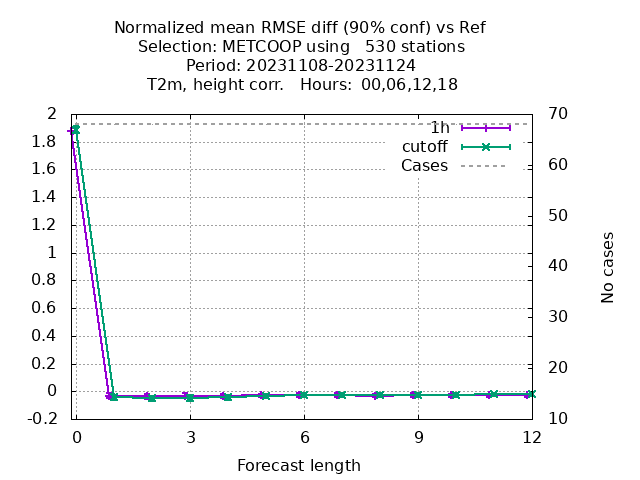 Normalized mean RMSE diff (90% conf) vs Ref
Selection: METCOOP using   530 stations
Period: 20231108-20231124
T2m, height corr.   Hours: 00,06,12,18
2
1.8
1.6
1.4
1.2
1
0.8
0.6
0.4
0.2
0
-0.2
70
60
50
40
30
20
10
1h
cutoff
Cases
No cases
0
3
6
9
12
Forecast length